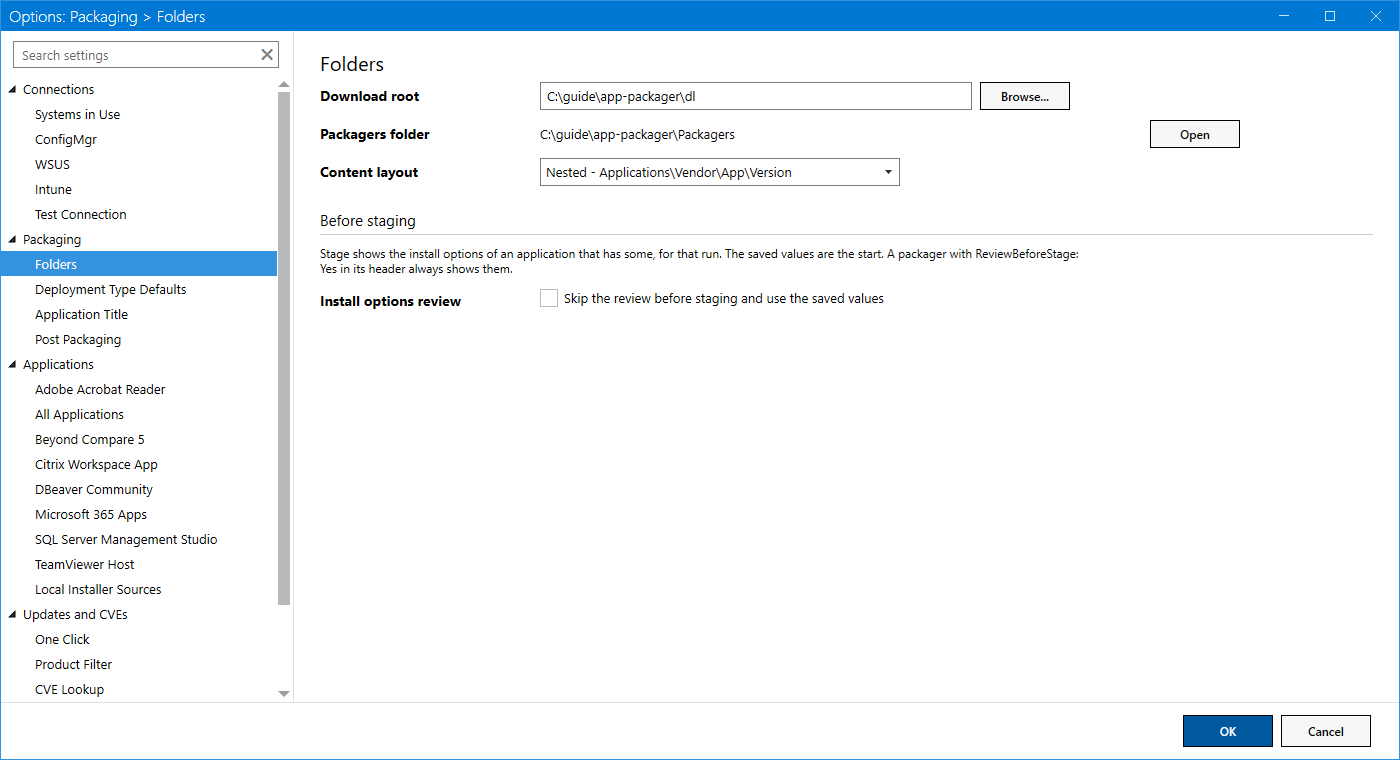 Options: Packaging > Folders
Search settings
Connections
Systems in Use
ConfigMgr
WSUS
Intune
Test Connection
Packaging
Folders
Deployment Type Defaults
Application Title
Post Packaging
Applications
Adobe Acrobat Reader
All Applications
Beyond Compare 5
Citrix Workspace App
DBeaver Community
Microsoft 365 Apps
SQL Server Management Studio
TeamViewer Host
Local Installer Sources
Updates and CVEs
One Click
Product Filter
CVE Lookup
Folders
Download root C:\guide\app-packager\dl Browse...
Packagers folder C:\guide\app-packager\Packagers Open
Content layout Nested - Applications\Vendor\App\Version
Before staging
Stage shows the install options of an application that has some, for that run. The saved values are the start. A packager with ReviewBeforeStage:
Yes in its header always shows them.
Install options review Skip the review before staging and use the saved values
OK Cancel